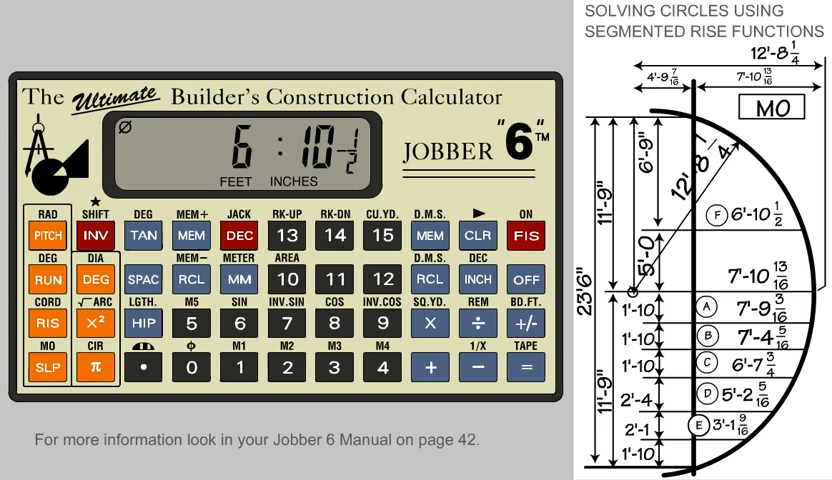 SOLVING CIRCLES USING
SEGMENTED RISE FUNCTIONS
The Ultimate Builder's Construction Calculator
Ø
6 : 10 1/2
FEET INCHES
JOBBER "6"™
RAD SHIFT DEG MEM+ JACK RK-UP RK-DN CU.YD. D.M.S. ON
PITCH INV TAN MEM DEC 13 14 15 MEM CLR FIS
DEG DIA MEM− METER AREA D.M.S. DEC
RUN DEG SPAC RCL MM 10 11 12 RCL INCH OFF
CORD √ARC LGTH. M5 SIN INV.SIN COS INV.COS SQ.YD. REM BD.FT.
RIS X² HIP 5 6 7 8 9 X ÷ +/−
MO CIR Φ M1 M2 M3 M4 1/X TAPE
SLP π • 0 1 2 3 4 + − =
For more information look in your Jobber 6 Manual on page 42.
12'-8 1/4
4'-9 7/16
7'-10 13/16
MO
6'-9"
12'-8 1/4
11'-9"
F 6'-10 1/2
5'-0
23'6"
7'-10 13/16
1'-10 A 7'-9 3/16
1'-10 B 7'-4 5/16
1'-10 C 6'-7 3/4
11'-9"
2'-4 D 5'-2 5/16
2'-1 E 3'-1 9/16
1'-10